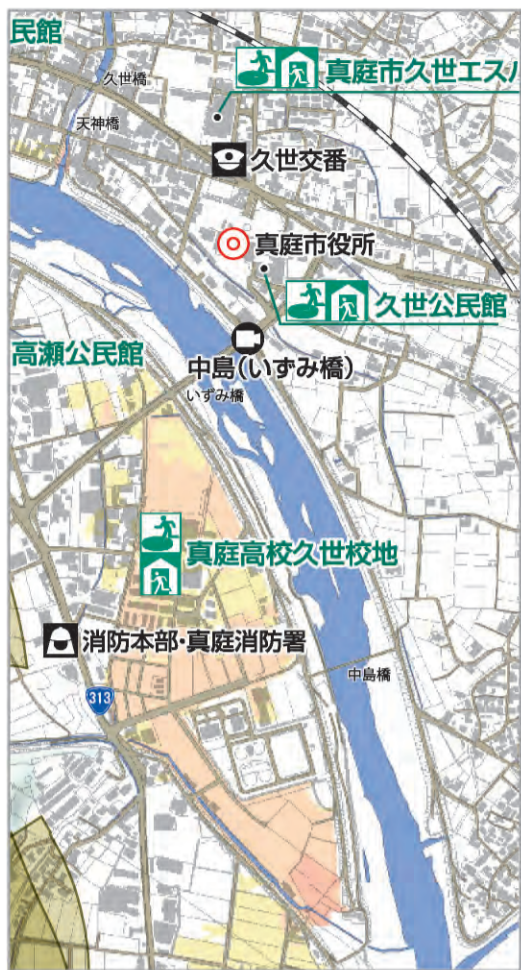 民館
久世橋
真庭市久世エスパ
天神橋
久世交番
真庭市役所
久世公民館
高瀬公民館
中島(いずみ橋)
いずみ橋
真庭高校久世校地
消防本部・真庭消防署
中島橋
313